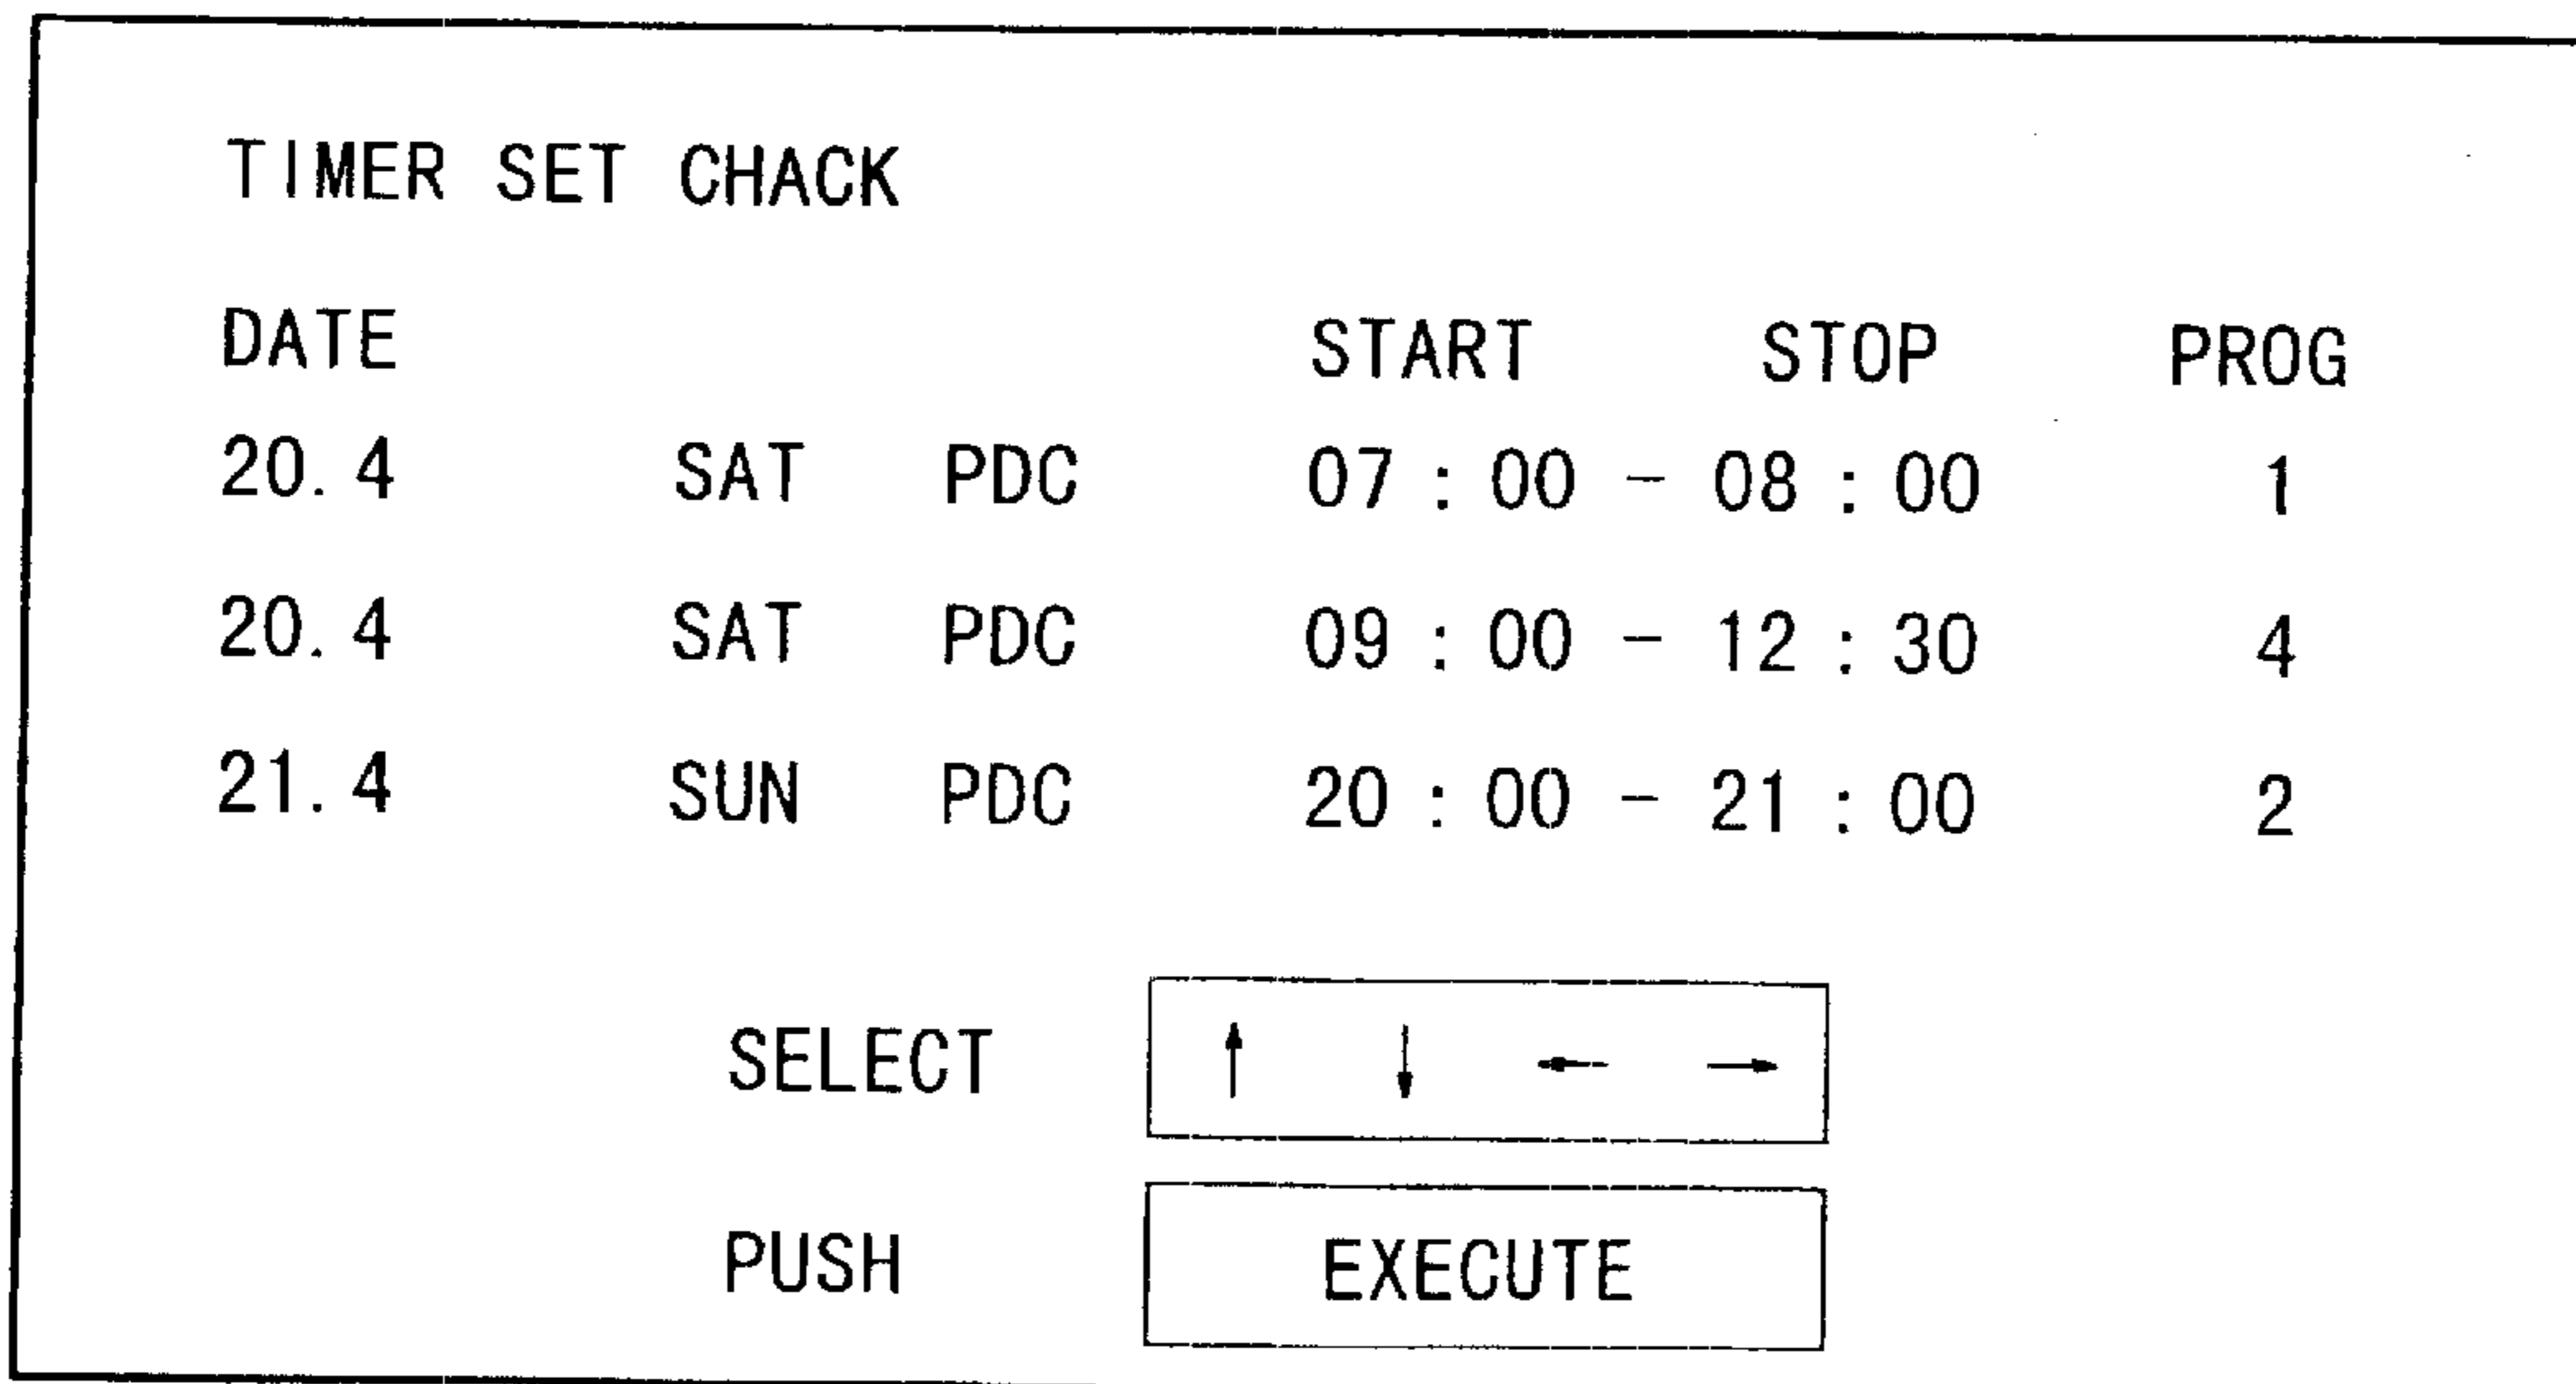 TIMER SET CHACK
DATE START STOP PROG
20.4 SAT PDC 07:00 - 08:00 1
20.4 SAT PDC 09:00 - 12:30 4
21.4 SUN PDC 20:00 - 21:00 2
SELECT ↑ ↓ ← →
PUSH EXECUTE